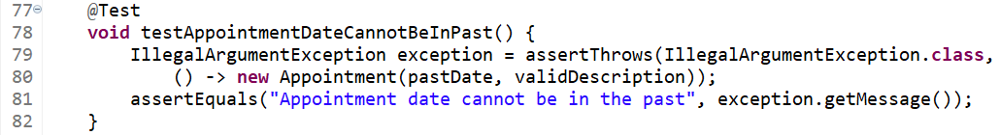 77 @Test
78 void testAppointmentDateCannotBeInPast() {
79 IllegalArgumentException exception = assertThrows(IllegalArgumentException.class,
80 () -> new Appointment(pastDate, validDescription));
81 assertEquals("Appointment date cannot be in the past", exception.getMessage());
82 }